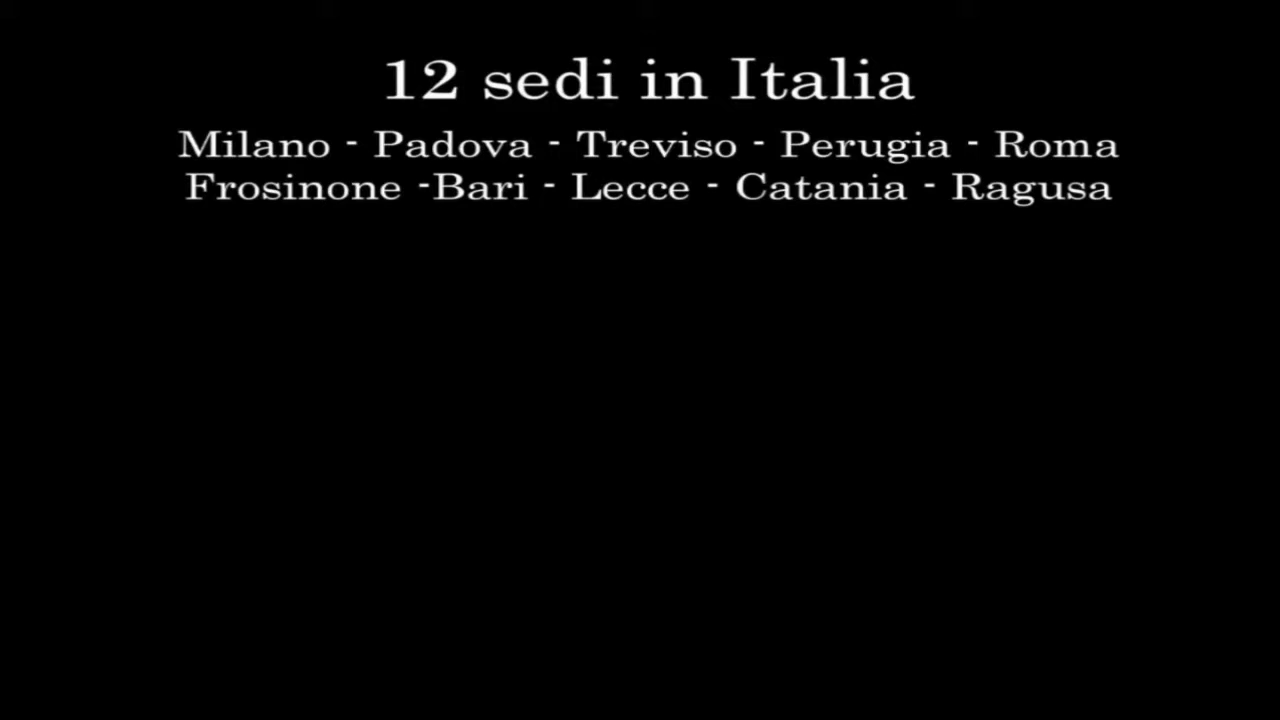 12 sedi in Italia
Milano - Padova - Treviso - Perugia - Roma
Frosinone -Bari - Lecce - Catania - Ragusa